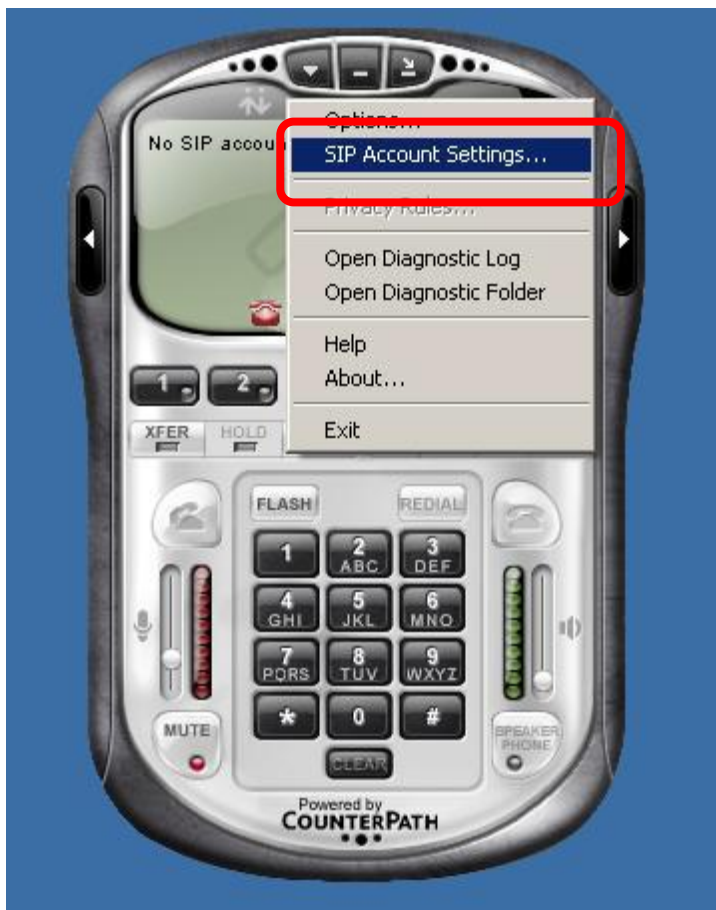 No SIP accoun
Options...
SIP Account Settings...
Privacy Rules...
Open Diagnostic Log
Open Diagnostic Folder
Help
About...
Exit
1 2
XFER HOLD
FLASH REDIAL
1 2 3
ABC DEF
4 5 6
GHI JKL MNO
7 8 9
PQRS TUV WXYZ
* 0 #
MUTE
SPEAKER
PHONE
CLEAR
Powered by
COUNTERPATH